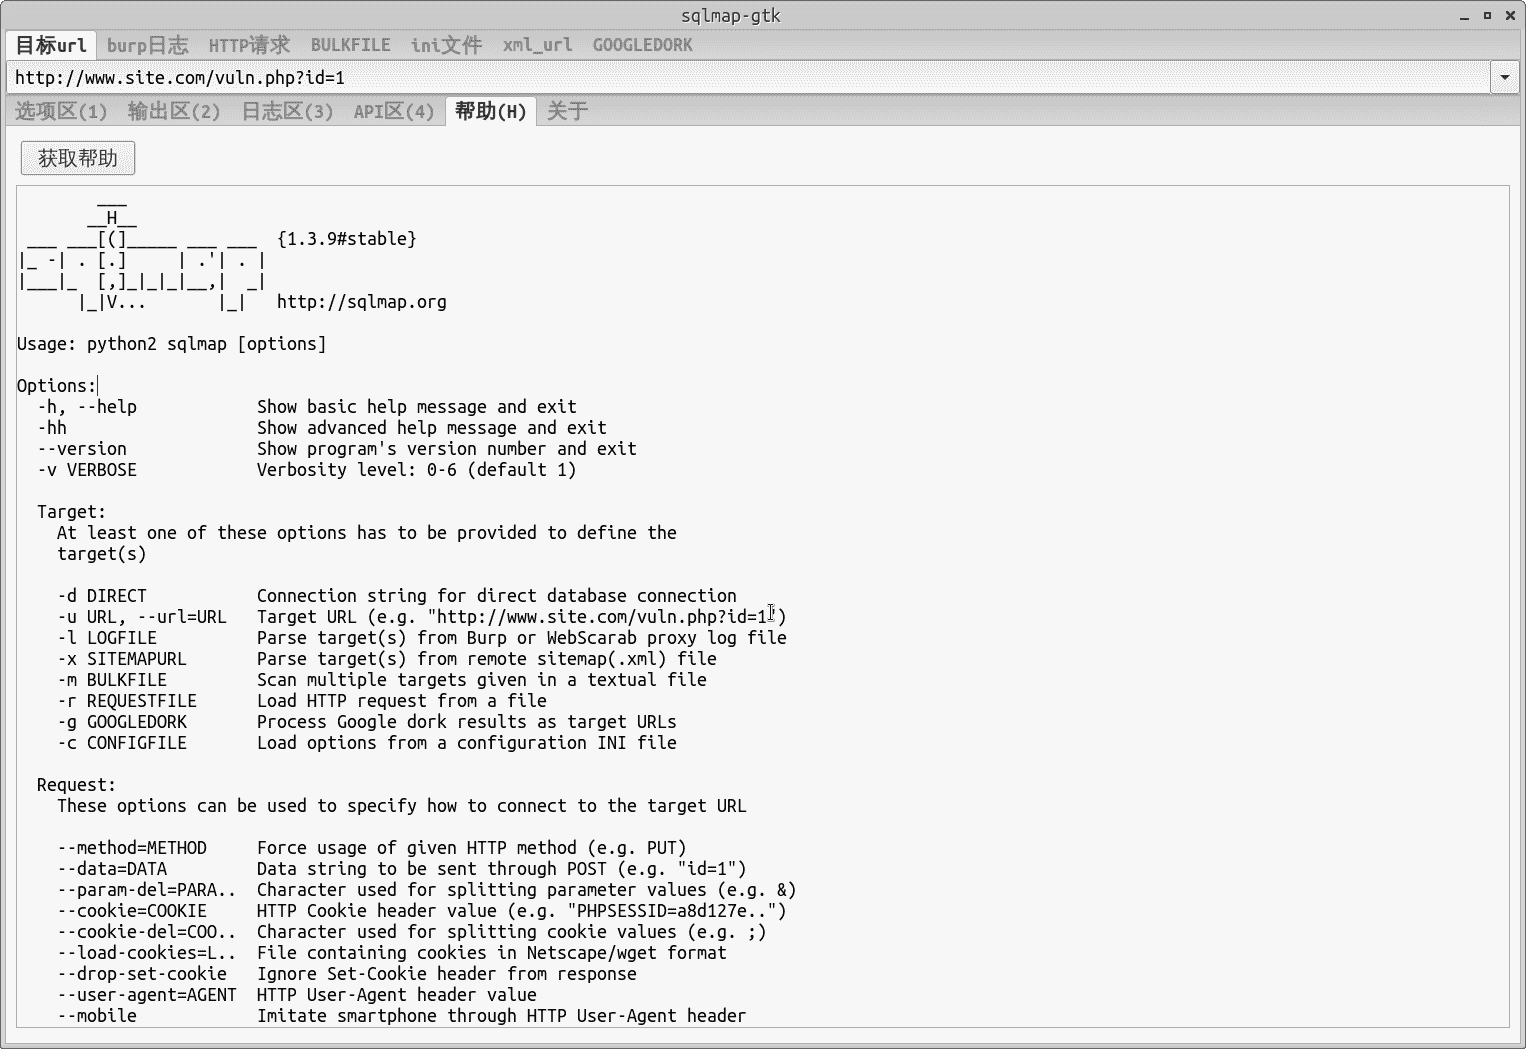 sqlmap-gtk
目标url burp日志 HTTP请求 BULKFILE ini文件 xml_url GOOGLEDORK
http://www.site.com/vuln.php?id=1
选项区(1) 输出区(2) 日志区(3) API区(4) 帮助(H) 关于
获取帮助
        ___
       __H__
 ___ ___[(]_____ ___ ___  {1.3.9#stable}
|_ -| . [.]     | .'| . |
|___|_  [,]_|_|_|__,|  _|
      |_|V...       |_|   http://sqlmap.org
Usage: python2 sqlmap [options]
Options:
  -h, --help            Show basic help message and exit
  -hh                   Show advanced help message and exit
  --version             Show program's version number and exit
  -v VERBOSE            Verbosity level: 0-6 (default 1)
  Target:
    At least one of these options has to be provided to define the
    target(s)
    -d DIRECT           Connection string for direct database connection
    -u URL, --url=URL   Target URL (e.g. "http://www.site.com/vuln.php?id=1")
    -l LOGFILE          Parse target(s) from Burp or WebScarab proxy log file
    -x SITEMAPURL       Parse target(s) from remote sitemap(.xml) file
    -m BULKFILE         Scan multiple targets given in a textual file
    -r REQUESTFILE      Load HTTP request from a file
    -g GOOGLEDORK       Process Google dork results as target URLs
    -c CONFIGFILE       Load options from a configuration INI file
  Request:
    These options can be used to specify how to connect to the target URL
    --method=METHOD     Force usage of given HTTP method (e.g. PUT)
    --data=DATA         Data string to be sent through POST (e.g. "id=1")
    --param-del=PARA..  Character used for splitting parameter values (e.g. &)
    --cookie=COOKIE     HTTP Cookie header value (e.g. "PHPSESSID=a8d127e..")
    --cookie-del=COO..  Character used for splitting cookie values (e.g. ;)
    --load-cookies=L..  File containing cookies in Netscape/wget format
    --drop-set-cookie   Ignore Set-Cookie header from response
    --user-agent=AGENT  HTTP User-Agent header value
    --mobile            Imitate smartphone through HTTP User-Agent header